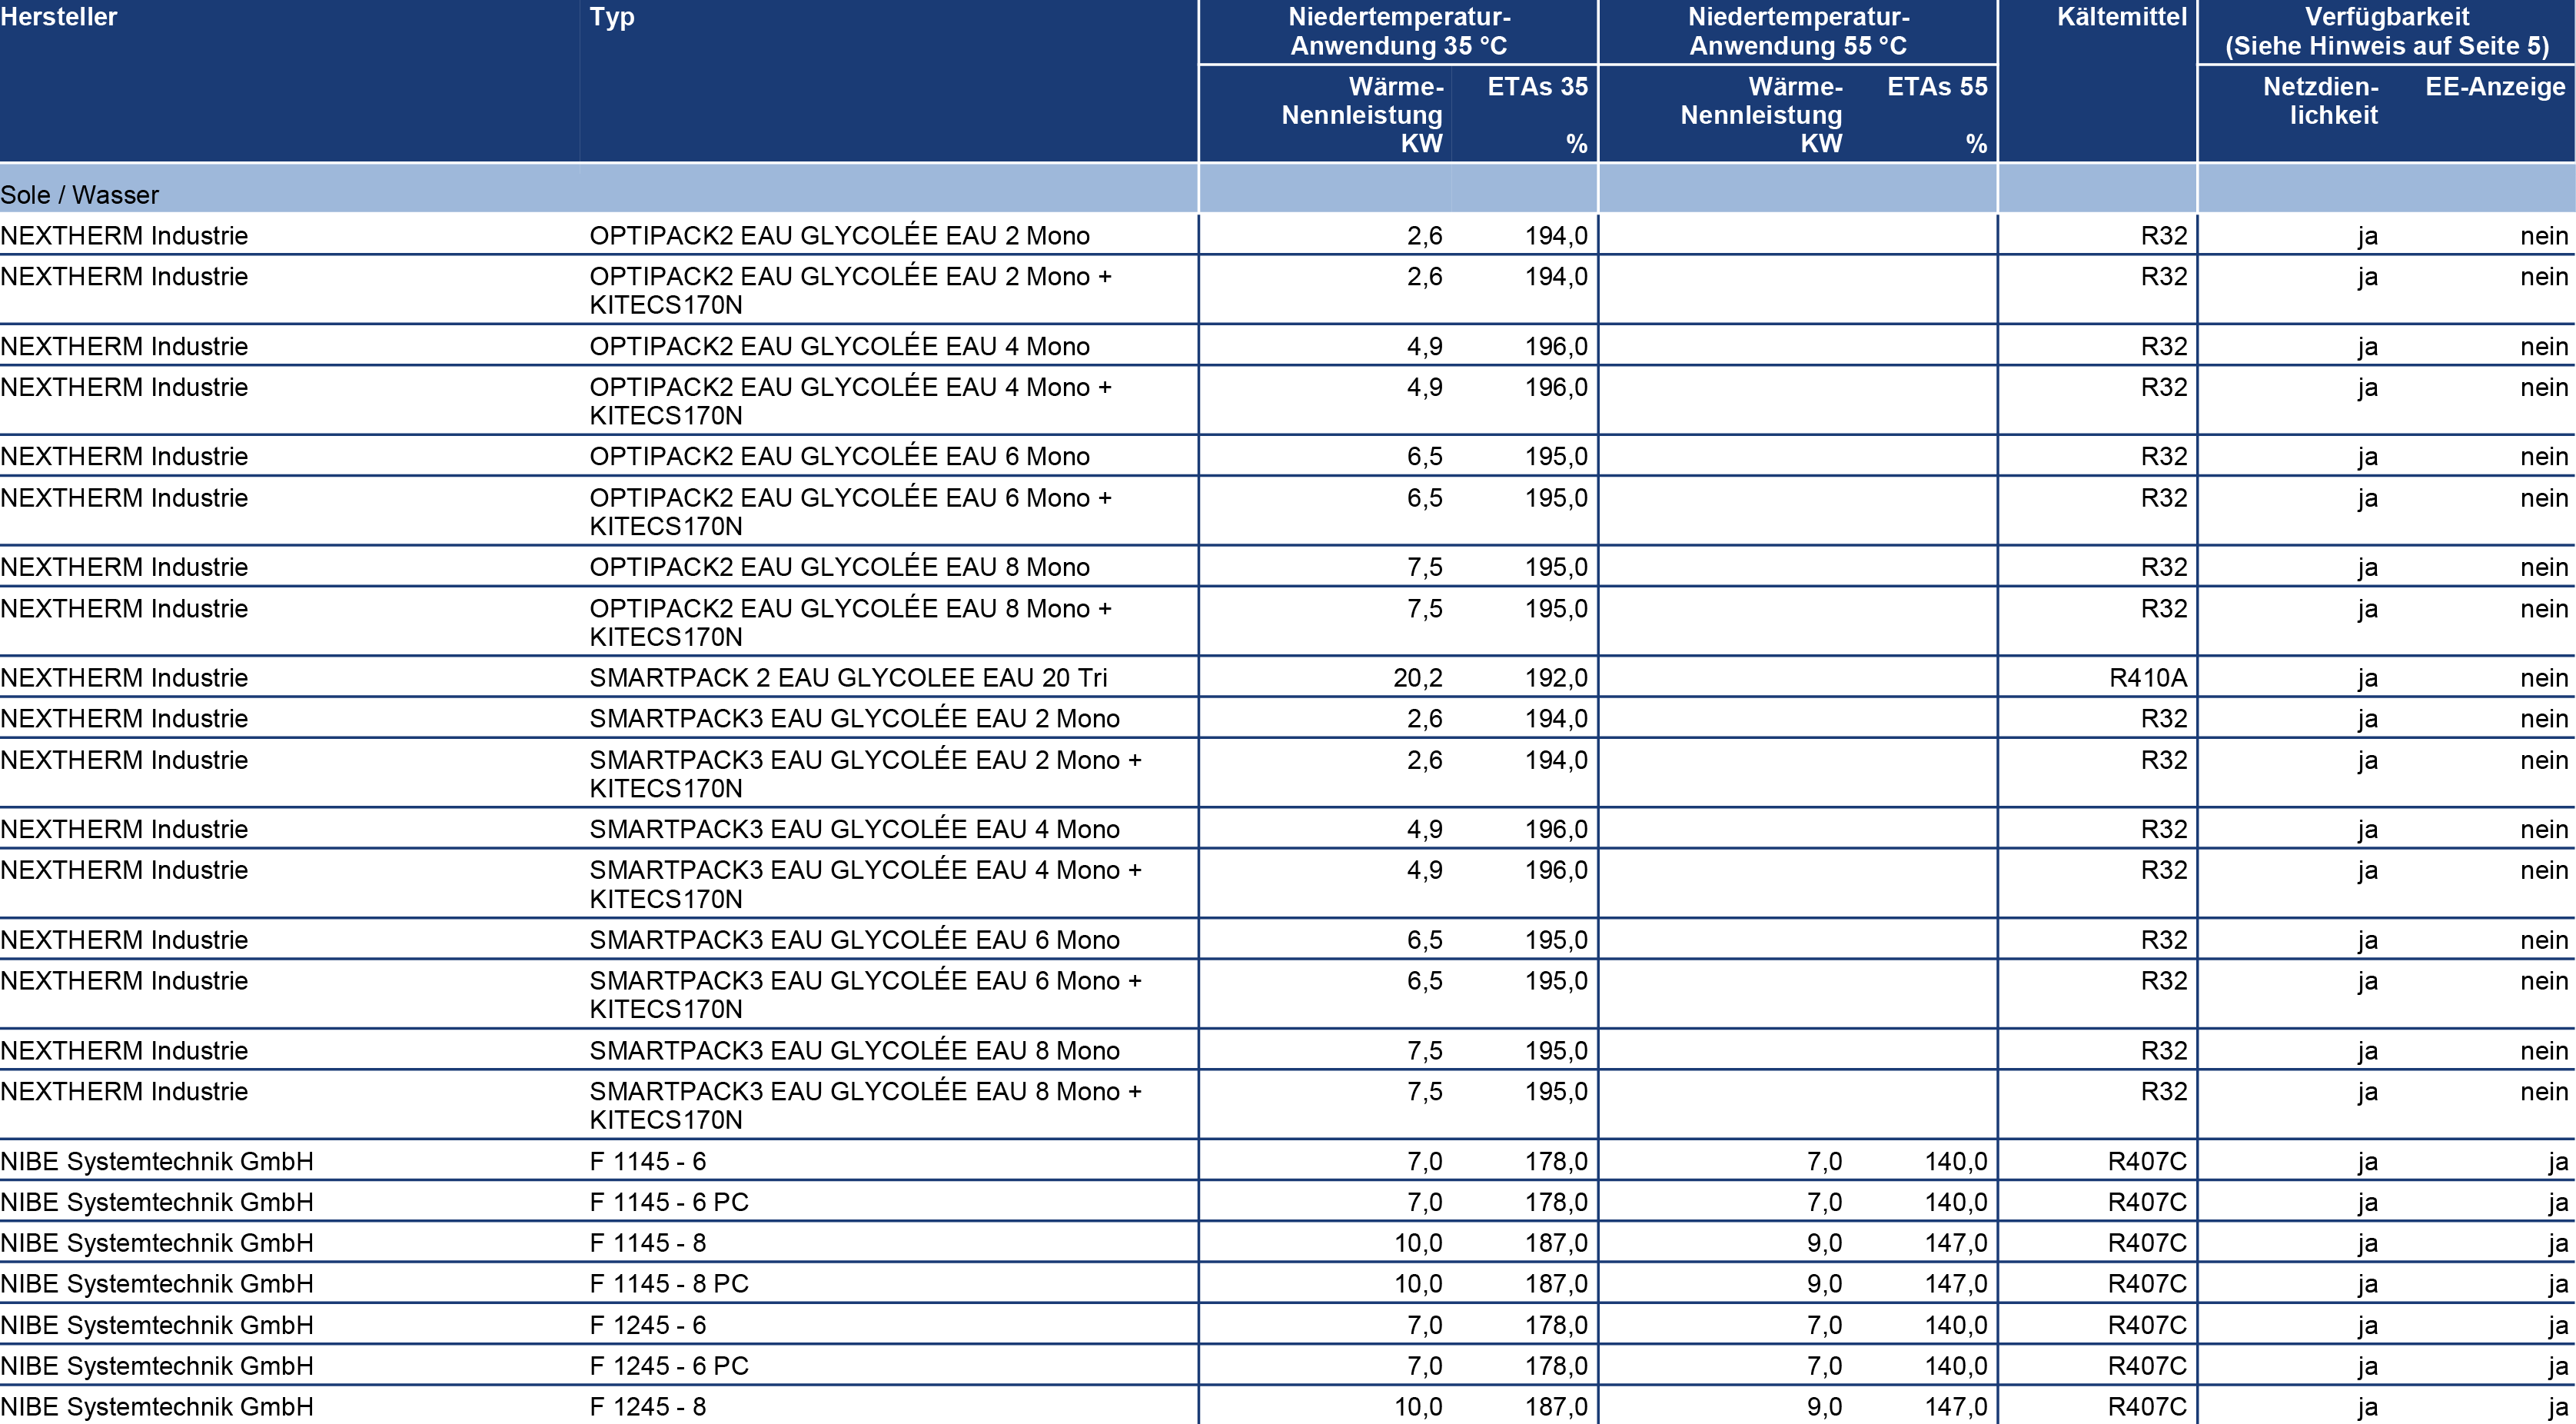 Hersteller Typ Niedertemperatur- Niedertemperatur- Kältemittel Verfügbarkeit
Anwendung 35 °C Anwendung 55 °C (Siehe Hinweis auf Seite 5)
Wärme- ETAs 35 Wärme- ETAs 55 Netzdien- EE-Anzeige
Nennleistung Nennleistung lichkeit
KW % KW %
Sole / Wasser
NEXTHERM Industrie OPTIPACK2 EAU GLYCOLÉE EAU 2 Mono 2,6 194,0 R32 ja nein
NEXTHERM Industrie OPTIPACK2 EAU GLYCOLÉE EAU 2 Mono + 2,6 194,0 R32 ja nein
KITECS170N
NEXTHERM Industrie OPTIPACK2 EAU GLYCOLÉE EAU 4 Mono 4,9 196,0 R32 ja nein
NEXTHERM Industrie OPTIPACK2 EAU GLYCOLÉE EAU 4 Mono + 4,9 196,0 R32 ja nein
KITECS170N
NEXTHERM Industrie OPTIPACK2 EAU GLYCOLÉE EAU 6 Mono 6,5 195,0 R32 ja nein
NEXTHERM Industrie OPTIPACK2 EAU GLYCOLÉE EAU 6 Mono + 6,5 195,0 R32 ja nein
KITECS170N
NEXTHERM Industrie OPTIPACK2 EAU GLYCOLÉE EAU 8 Mono 7,5 195,0 R32 ja nein
NEXTHERM Industrie OPTIPACK2 EAU GLYCOLÉE EAU 8 Mono + 7,5 195,0 R32 ja nein
KITECS170N
NEXTHERM Industrie SMARTPACK 2 EAU GLYCOLEE EAU 20 Tri 20,2 192,0 R410A ja nein
NEXTHERM Industrie SMARTPACK3 EAU GLYCOLÉE EAU 2 Mono 2,6 194,0 R32 ja nein
NEXTHERM Industrie SMARTPACK3 EAU GLYCOLÉE EAU 2 Mono + 2,6 194,0 R32 ja nein
KITECS170N
NEXTHERM Industrie SMARTPACK3 EAU GLYCOLÉE EAU 4 Mono 4,9 196,0 R32 ja nein
NEXTHERM Industrie SMARTPACK3 EAU GLYCOLÉE EAU 4 Mono + 4,9 196,0 R32 ja nein
KITECS170N
NEXTHERM Industrie SMARTPACK3 EAU GLYCOLÉE EAU 6 Mono 6,5 195,0 R32 ja nein
NEXTHERM Industrie SMARTPACK3 EAU GLYCOLÉE EAU 6 Mono + 6,5 195,0 R32 ja nein
KITECS170N
NEXTHERM Industrie SMARTPACK3 EAU GLYCOLÉE EAU 8 Mono 7,5 195,0 R32 ja nein
NEXTHERM Industrie SMARTPACK3 EAU GLYCOLÉE EAU 8 Mono + 7,5 195,0 R32 ja nein
KITECS170N
NIBE Systemtechnik GmbH F 1145 - 6 7,0 178,0 7,0 140,0 R407C ja ja
NIBE Systemtechnik GmbH F 1145 - 6 PC 7,0 178,0 7,0 140,0 R407C ja ja
NIBE Systemtechnik GmbH F 1145 - 8 10,0 187,0 9,0 147,0 R407C ja ja
NIBE Systemtechnik GmbH F 1145 - 8 PC 10,0 187,0 9,0 147,0 R407C ja ja
NIBE Systemtechnik GmbH F 1245 - 6 7,0 178,0 7,0 140,0 R407C ja ja
NIBE Systemtechnik GmbH F 1245 - 6 PC 7,0 178,0 7,0 140,0 R407C ja ja
NIBE Systemtechnik GmbH F 1245 - 8 10,0 187,0 9,0 147,0 R407C ja ja